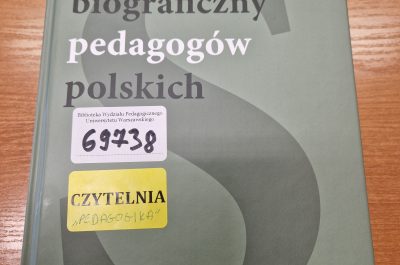 biograficzny
pedagogów
polskich
Biblioteka Wydziału Pedagogicznego
Uniwersytetu Warszawskiego
69738
CZYTELNIA
„PEDAGOGIKA”